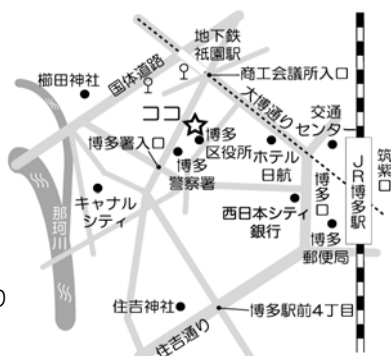 地下鉄
祇園駅
商工会議所入口
国体道路
櫛田神社
大博通り
交通
センター
ココ
筑紫口
博多署入口
博多
区役所
博多
警察署
ホテル
日航
JR博多駅
博多口
キャナル
シティ
西日本シティ
銀行
博多
郵便局
那珂川
住吉神社
博多駅前4丁目
住吉通り